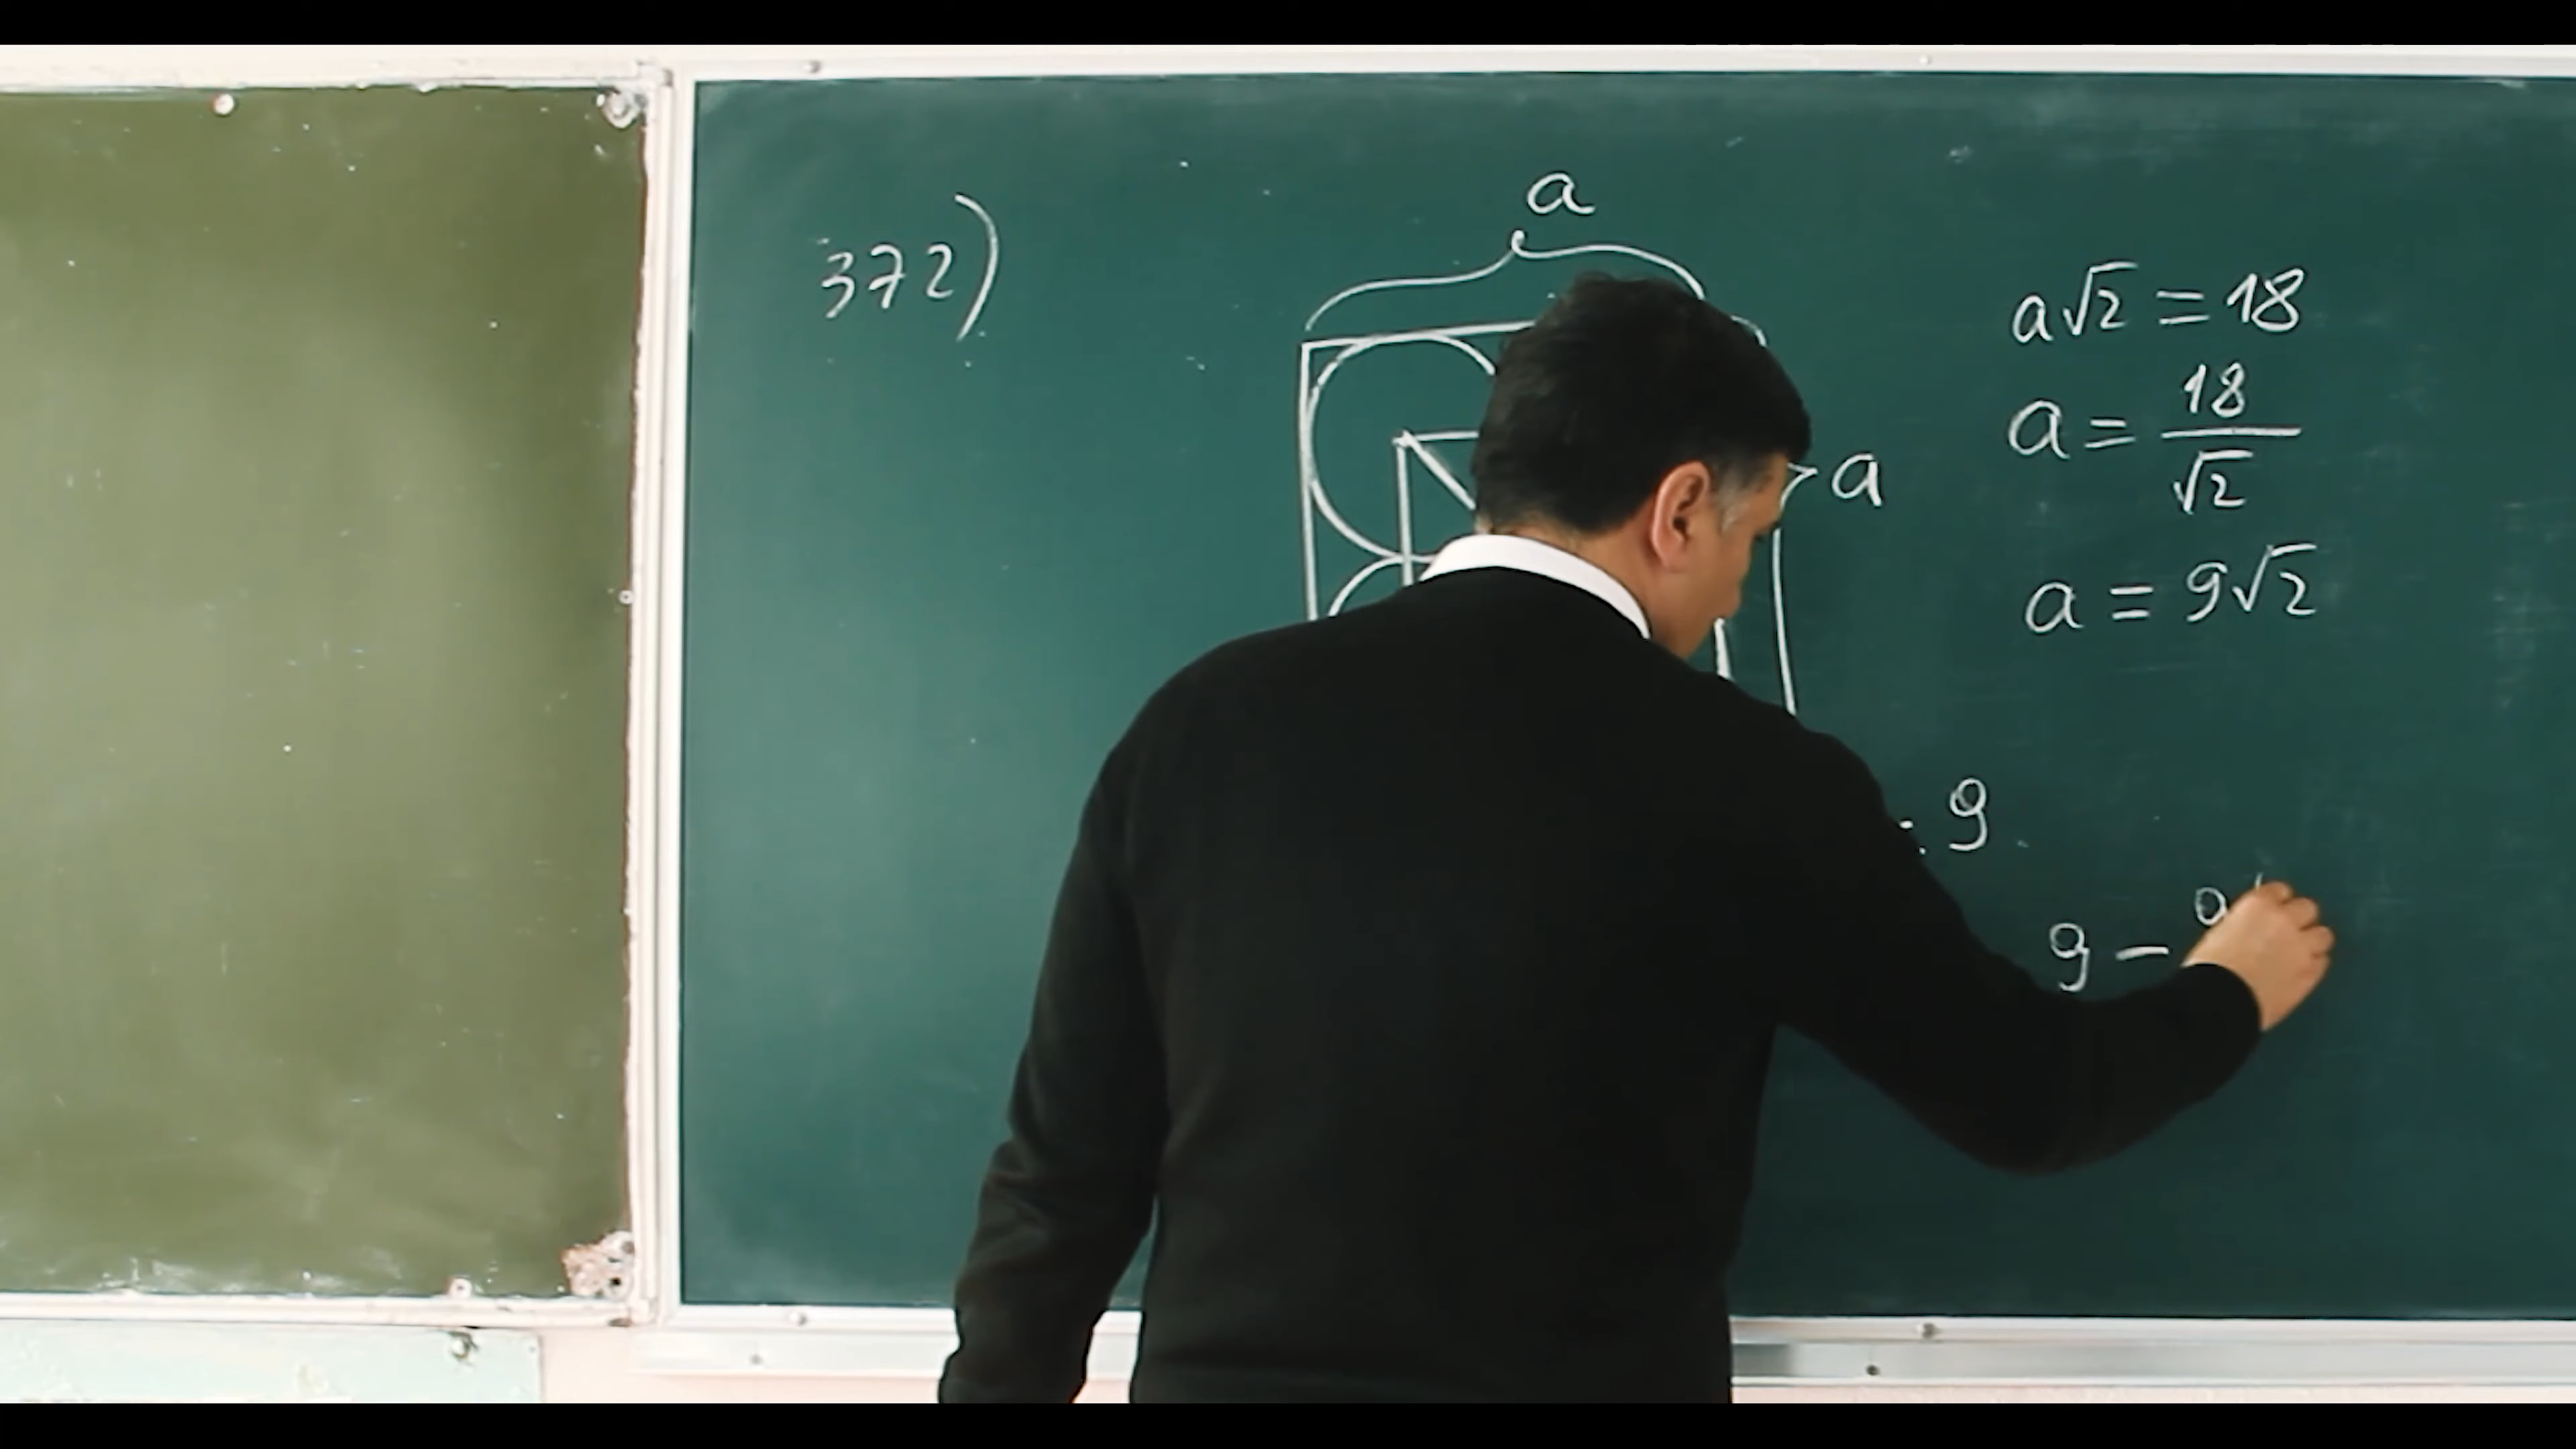 372)
a
a
a√2 = 18
a = 18/√2
a = 9√2
= 9
9 - a